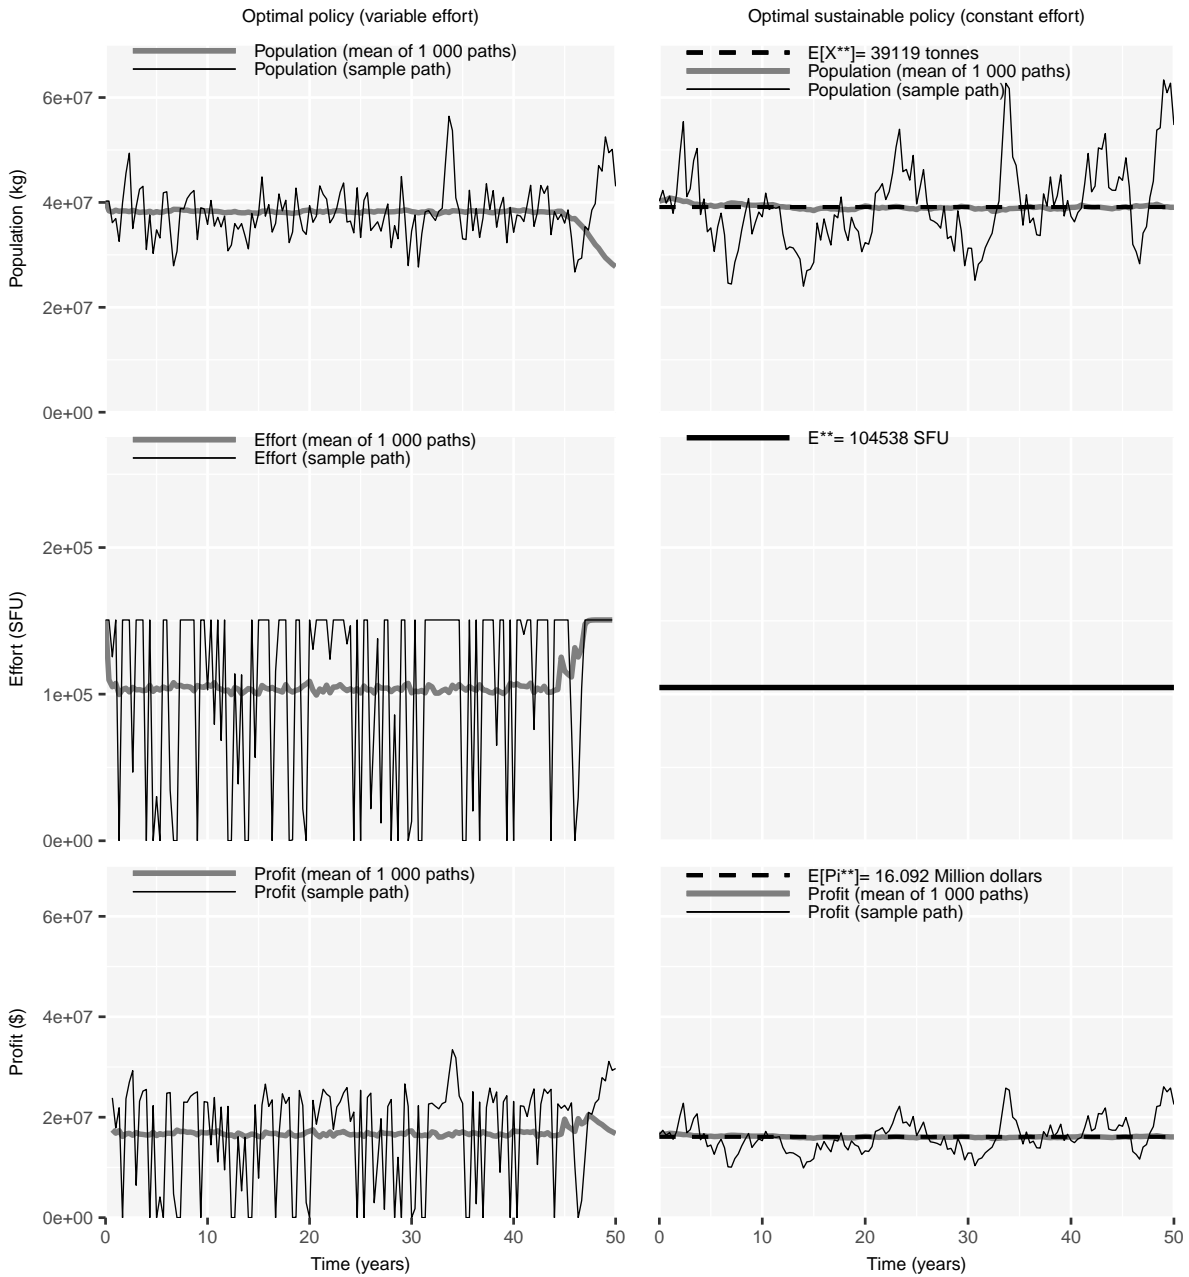 Optimal policy (variable effort)
Optimal sustainable policy (constant effort)
Population (mean of 1 000 paths)
Population (sample path)
E[X**]= 39119 tonnes
Population (mean of 1 000 paths)
Population (sample path)
Population (kg)
6e+07
4e+07
2e+07
0e+00
Effort (mean of 1 000 paths)
Effort (sample path)
E**= 104538 SFU
Effort (SFU)
2e+05
1e+05
0e+00
Profit (mean of 1 000 paths)
Profit (sample path)
E[Pi**]= 16.092 Million dollars
Profit (mean of 1 000 paths)
Profit (sample path)
Profit ($)
6e+07
4e+07
2e+07
0e+00
0 10 20 30 40 50
0 10 20 30 40 50
Time (years)
Time (years)